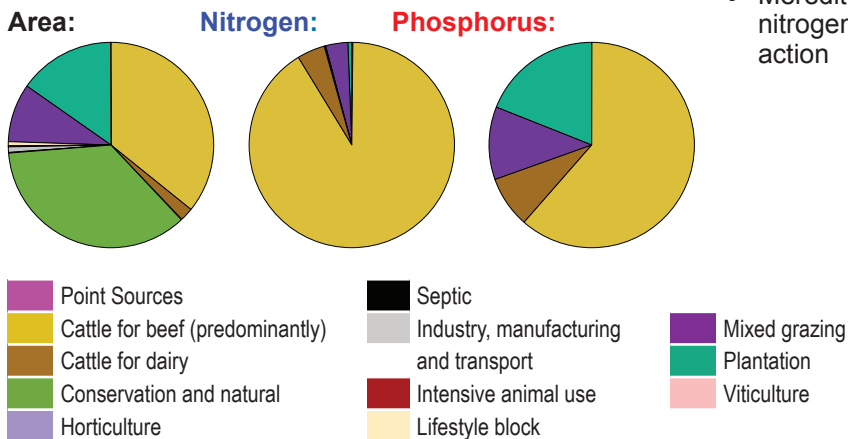 Area:
Nitrogen:
Phosphorus:
nitrogen
action
Point Sources
Cattle for beef (predominantly)
Cattle for dairy
Conservation and natural
Horticulture
Septic
Industry, manufacturing
and transport
Intensive animal use
Lifestyle block
Mixed grazing
Plantation
Viticulture